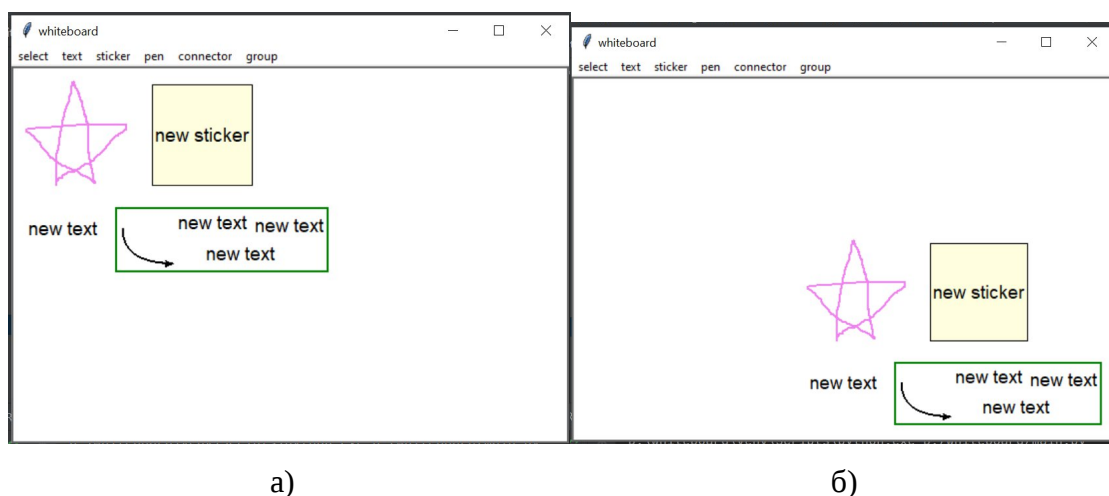 whiteboard
select text sticker pen connector group
new sticker
new text
new text new text
new text
а)
whiteboard
select text sticker pen connector group
new sticker
new text
new text new text
new text
б)